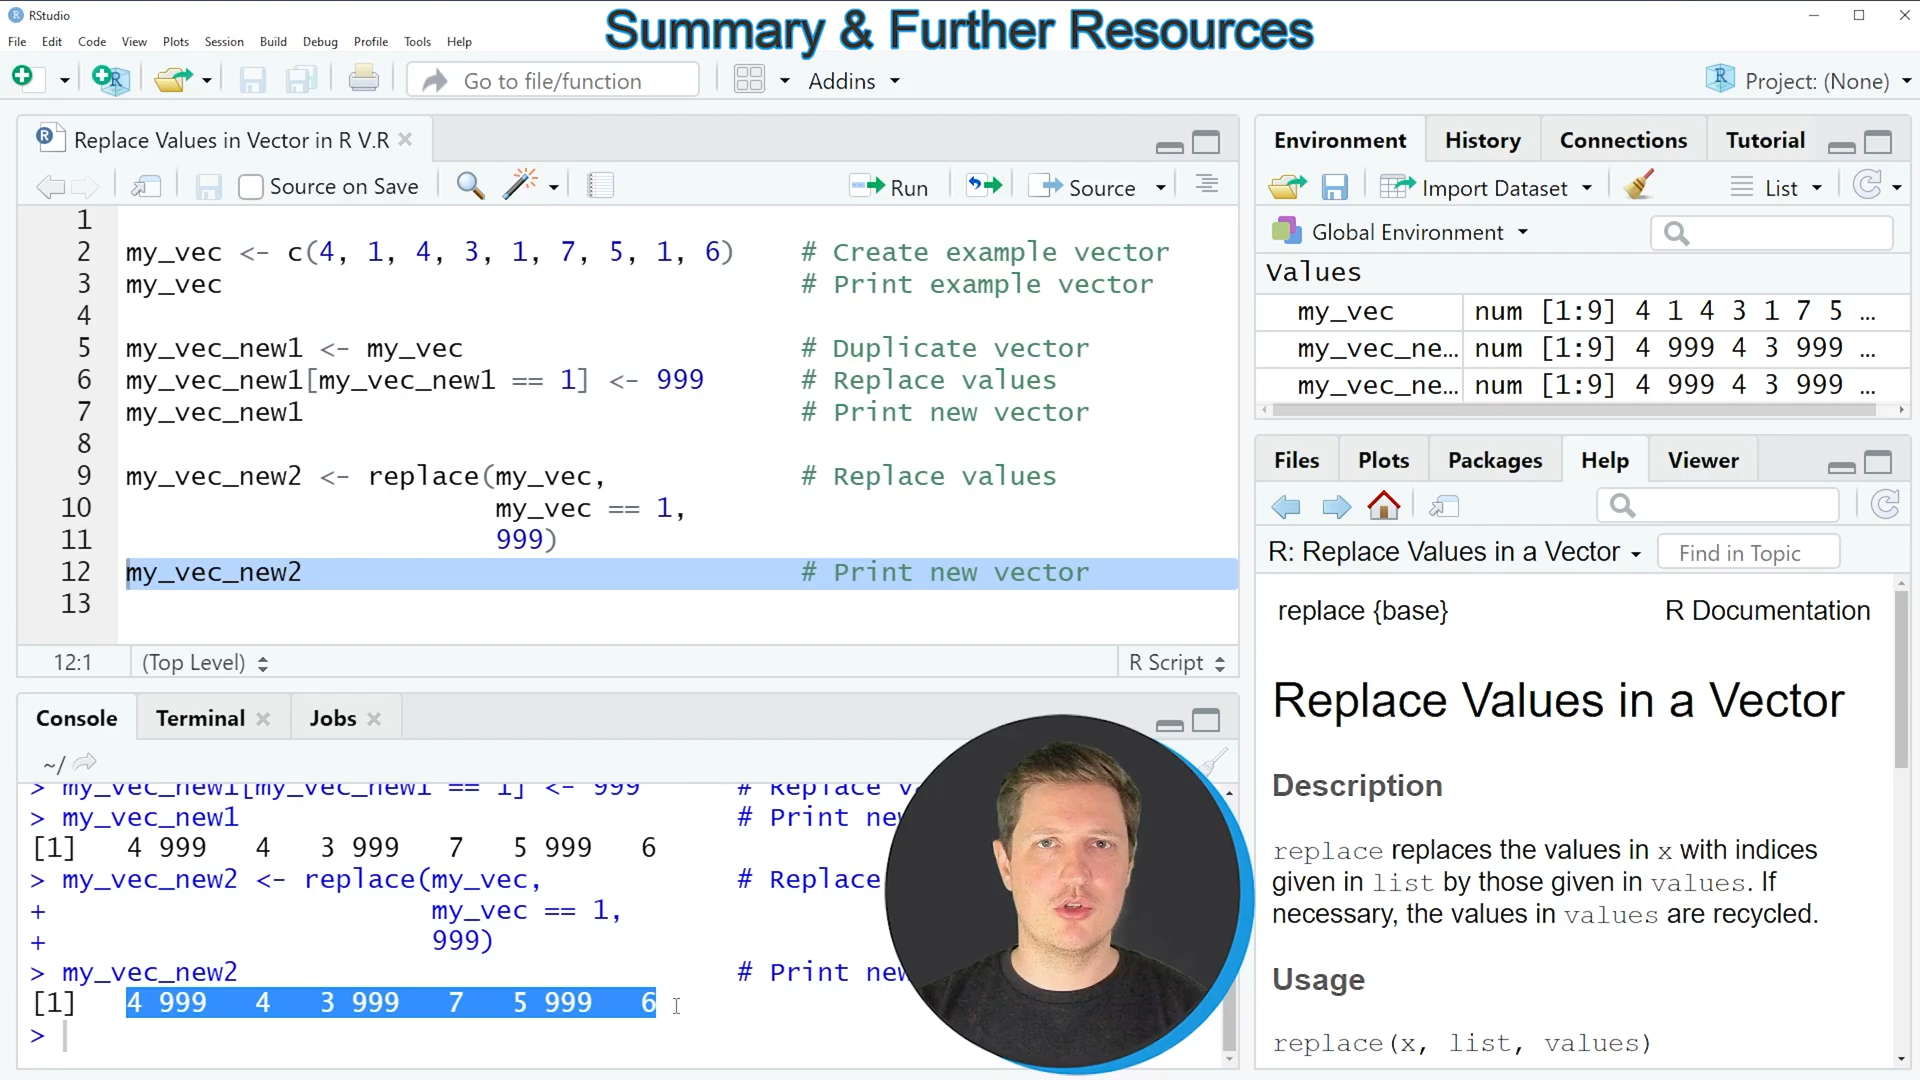 RStudio
Summary & Further Resources
File Edit Code View Plots Session Build Debug Profile Tools Help
Go to file/function Addins Project: (None)
Replace Values in Vector in R V.R
Source on Save Run Source
1
2 my_vec <- c(4, 1, 4, 3, 1, 7, 5, 1, 6) # Create example vector
3 my_vec # Print example vector
4
5 my_vec_new1 <- my_vec # Duplicate vector
6 my_vec_new1[my_vec_new1 == 1] <- 999 # Replace values
7 my_vec_new1 # Print new vector
8
9 my_vec_new2 <- replace(my_vec, # Replace values
10 my_vec == 1,
11 999)
12 my_vec_new2 # Print new vector
13
12:1 (Top Level) R Script
Console Terminal Jobs
~/
> my_vec_new1[my_vec_new1 == 1] <- 999 # Replace v
> my_vec_new1 # Print new
[1] 4 999 4 3 999 7 5 999 6
> my_vec_new2 <- replace(my_vec, # Replace
+ my_vec == 1,
+ 999)
> my_vec_new2 # Print new
[1] 4 999 4 3 999 7 5 999 6
>
Environment History Connections Tutorial
Import Dataset List
Global Environment
Values
my_vec num [1:9] 4 1 4 3 1 7 5 ...
my_vec_ne... num [1:9] 4 999 4 3 999 ...
my_vec_ne... num [1:9] 4 999 4 3 999 ...
Files Plots Packages Help Viewer
R: Replace Values in a Vector Find in Topic
replace {base} R Documentation
Replace Values in a Vector
Description
replace replaces the values in x with indices
given in list by those given in values. If
necessary, the values in values are recycled.
Usage
replace(x, list, values)